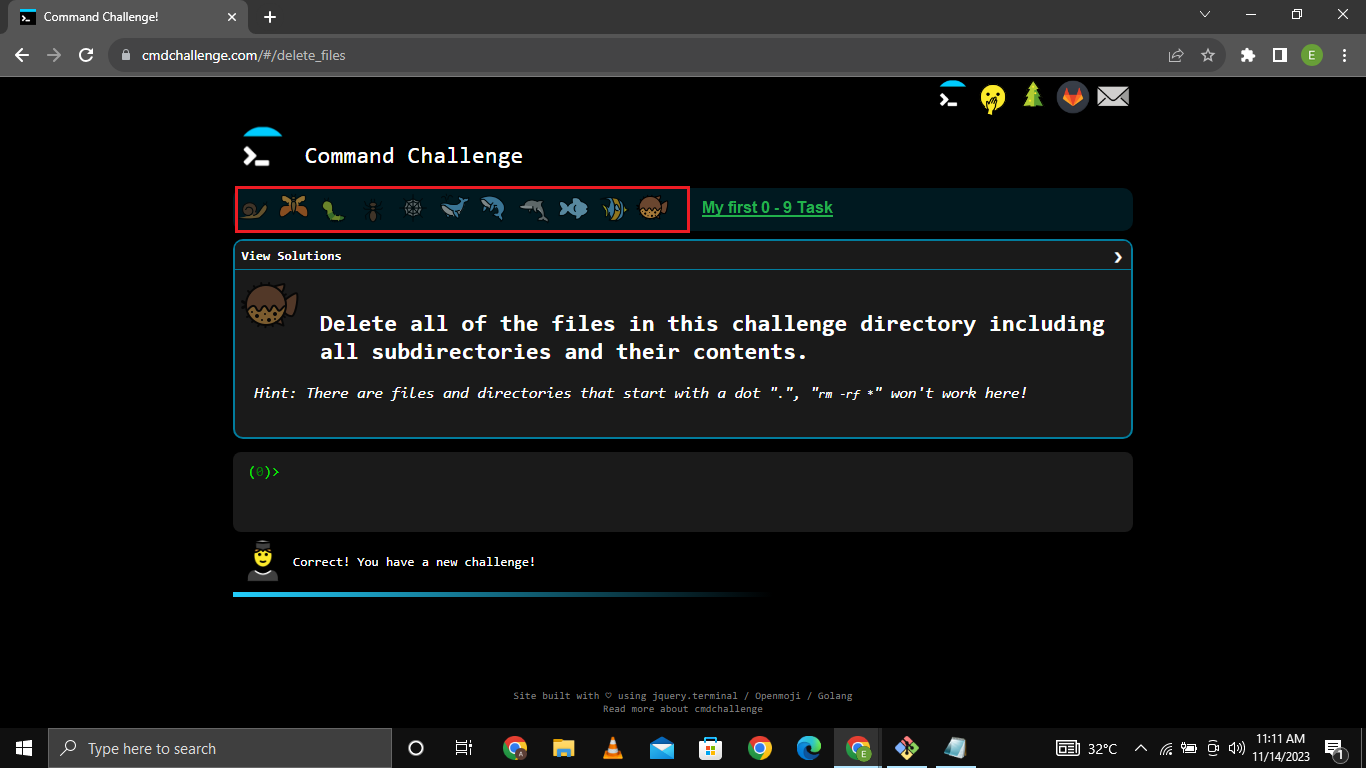 Command Challenge!
cmdchallenge.com/#/delete_files
E
>_
>_ Command Challenge
My first 0 - 9 Task
View Solutions
Delete all of the files in this challenge directory including
all subdirectories and their contents.
Hint: There are files and directories that start with a dot ".", "rm -rf *" won't work here!
(0)>
Correct! You have a new challenge!
Site built with ♡ using jquery.terminal / Openmoji / Golang
Read more about cmdchallenge
Type here to search
A
E
32°C
11:11 AM
11/14/2023
1